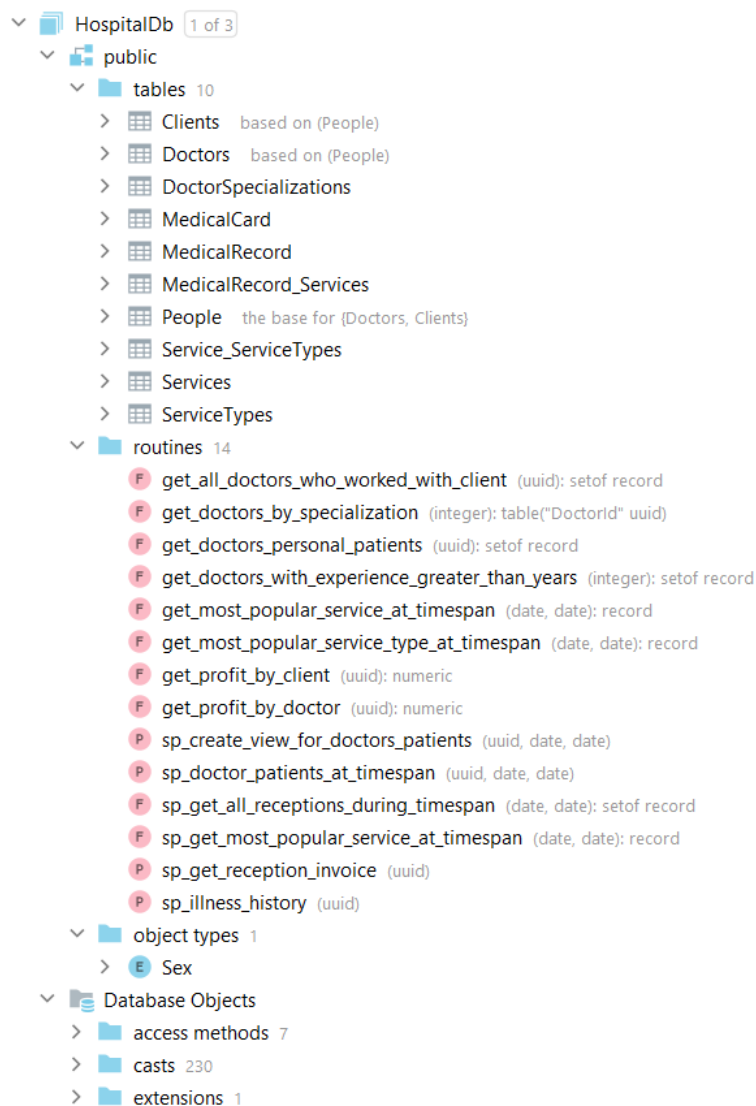 HospitalDb 1 of 3
public
tables 10
Clients based on (People)
Doctors based on (People)
DoctorSpecializations
MedicalCard
MedicalRecord
MedicalRecord_Services
People the base for {Doctors, Clients}
Service_ServiceTypes
Services
ServiceTypes
routines 14
F get_all_doctors_who_worked_with_client (uuid): setof record
F get_doctors_by_specialization (integer): table("DoctorId" uuid)
F get_doctors_personal_patients (uuid): setof record
F get_doctors_with_experience_greater_than_years (integer): setof record
F get_most_popular_service_at_timespan (date, date): record
F get_most_popular_service_type_at_timespan (date, date): record
F get_profit_by_client (uuid): numeric
F get_profit_by_doctor (uuid): numeric
P sp_create_view_for_doctors_patients (uuid, date, date)
P sp_doctor_patients_at_timespan (uuid, date, date)
F sp_get_all_receptions_during_timespan (date, date): setof record
F sp_get_most_popular_service_at_timespan (date, date): record
P sp_get_reception_invoice (uuid)
P sp_illness_history (uuid)
object types 1
E Sex
Database Objects
access methods 7
casts 230
extensions 1